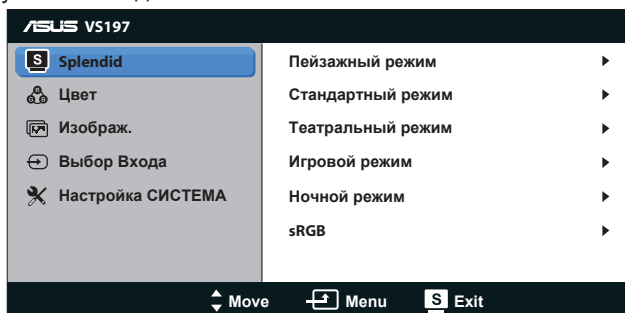 ASUS VS197
S Splendid
Цвет
Изображ.
Выбор Входа
Настройка СИСТЕМА
Пейзажный режим
Стандартный режим
Театральный режим
Игровой режим
Ночной режим
sRGB
Move Menu S Exit